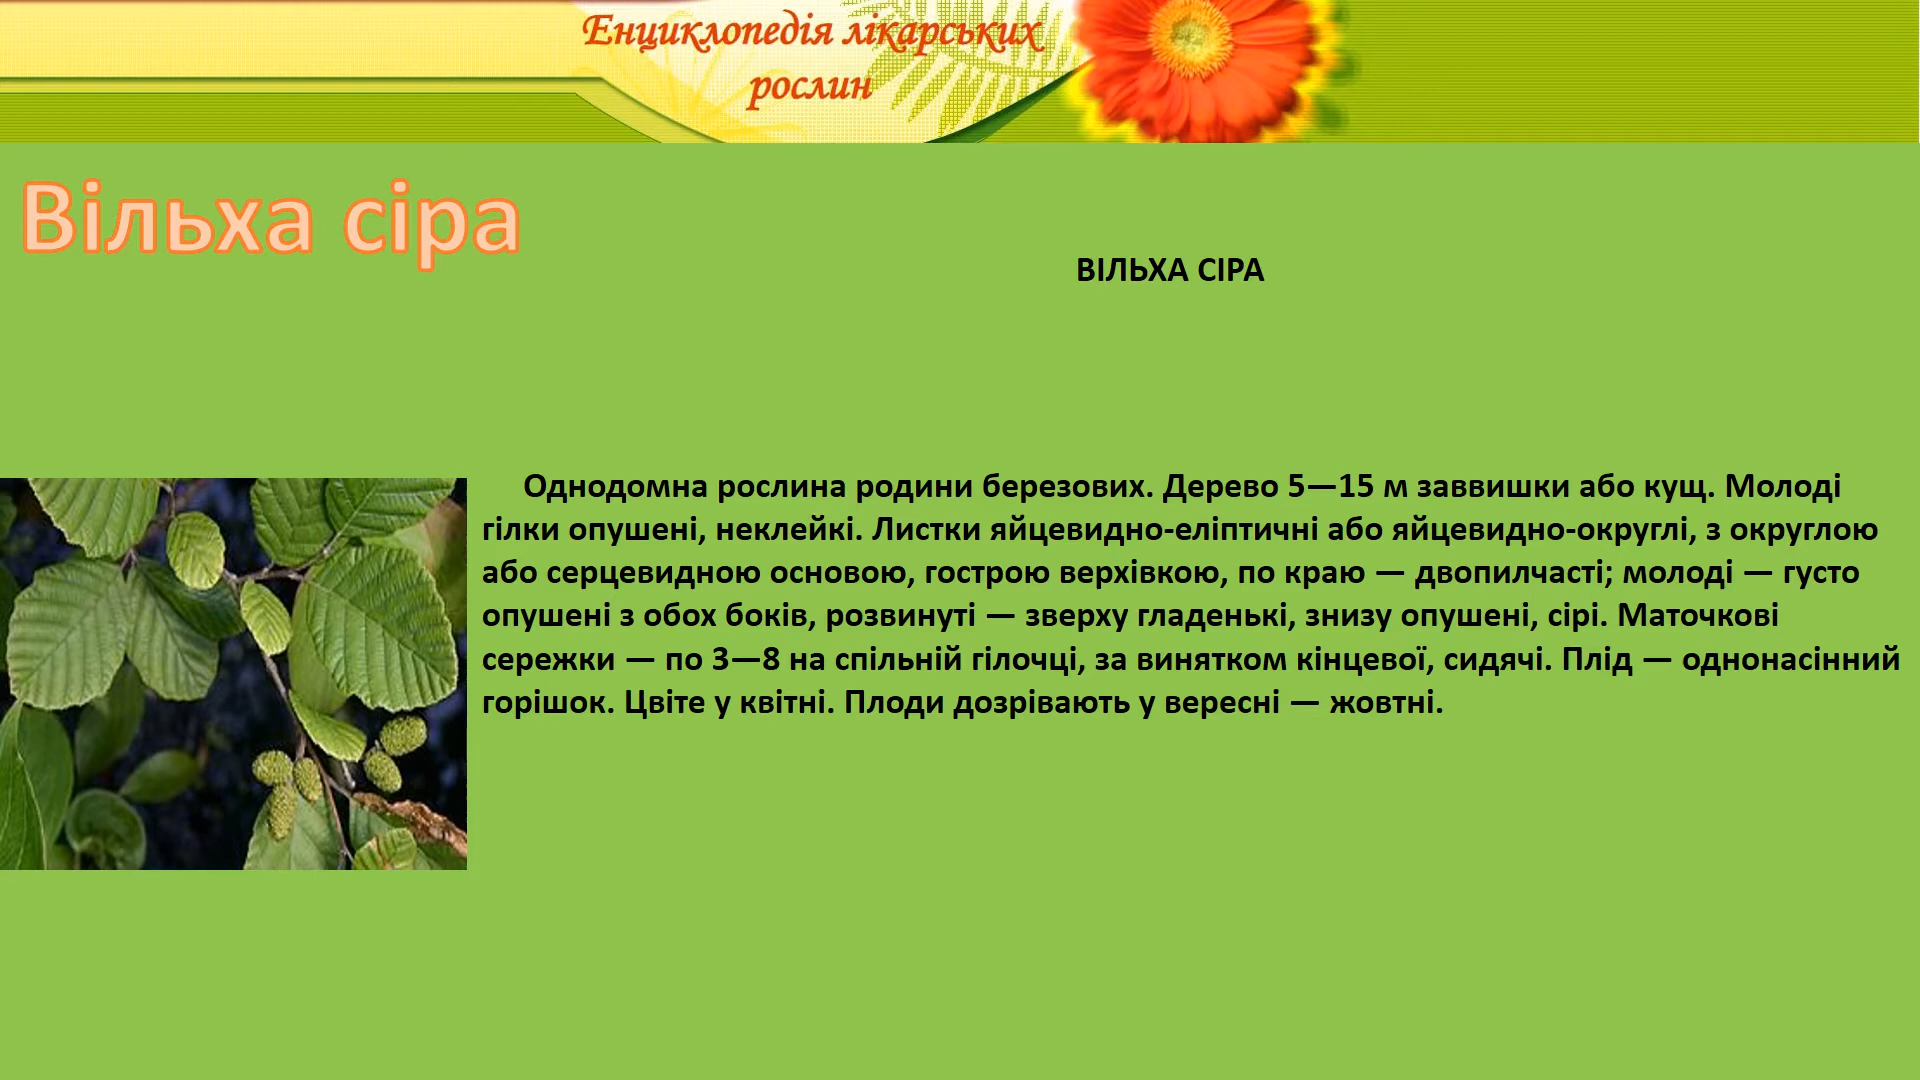 Енциклопедія лікарських
рослин
Вільха сіра
ВІЛЬХА СІРА
Однодомна рослина родини березових. Дерево 5—15 м заввишки або кущ. Молоді
гілки опушені, неклейкі. Листки яйцевидно-еліптичні або яйцевидно-округлі, з округлою
або серцевидною основою, гострою верхівкою, по краю — двопилчасті; молоді — густо
опушені з обох боків, розвинуті — зверху гладенькі, знизу опушені, сірі. Маточкові
сережки — по 3—8 на спільній гілочці, за винятком кінцевої, сидячі. Плід — однонасінний
горішок. Цвіте у квітні. Плоди дозрівають у вересні — жовтні.